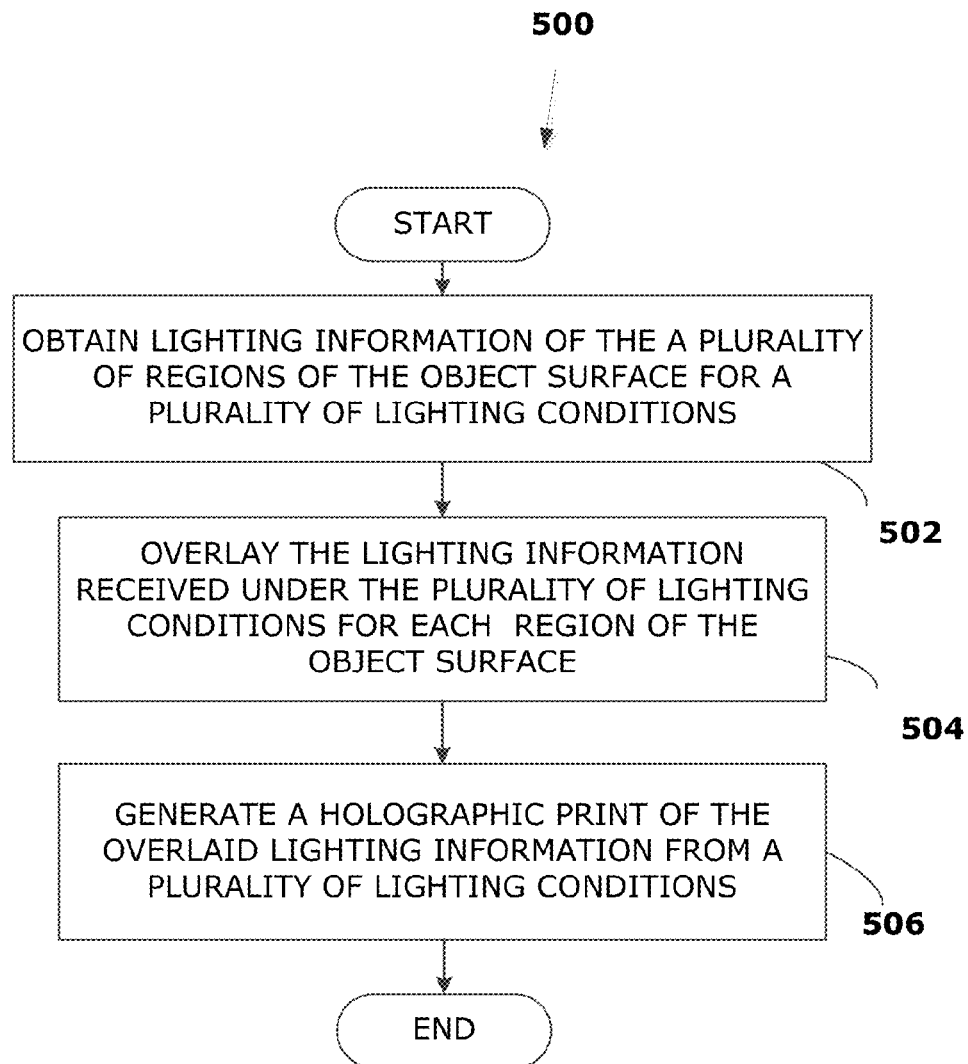 500
START
OBTAIN LIGHTING INFORMATION OF THE A PLURALITY
OF REGIONS OF THE OBJECT SURFACE FOR A
PLURALITY OF LIGHTING CONDITIONS
502
OVERLAY THE LIGHTING INFORMATION
RECEIVED UNDER THE PLURALITY OF LIGHTING
CONDITIONS FOR EACH REGION OF THE
OBJECT SURFACE
504
GENERATE A HOLOGRAPHIC PRINT OF THE
OVERLAID LIGHTING INFORMATION FROM A
PLURALITY OF LIGHTING CONDITIONS
506
END